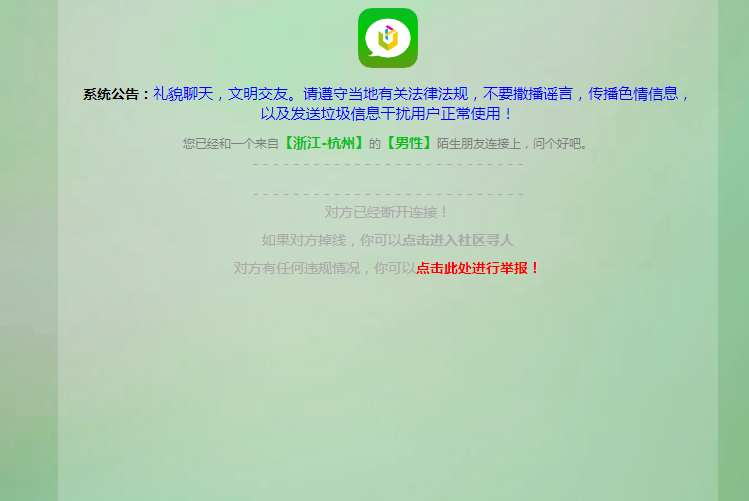 系统公告：礼貌聊天，文明交友。请遵守当地有关法律法规，不要撒播谣言，传播色情信息，
以及发送垃圾信息干扰用户正常使用！
您已经和一个来自【浙江-杭州】的【男性】陌生朋友连接上，问个好吧。
- - - - - - - - - - - - - - - - - - - - - - - - - - -
- - - - - - - - - - - - - - - - - - - - - - - - - - -
对方已经断开连接！
如果对方掉线，你可以点击进入社区寻人
对方有任何违规情况，你可以点击此处进行举报！